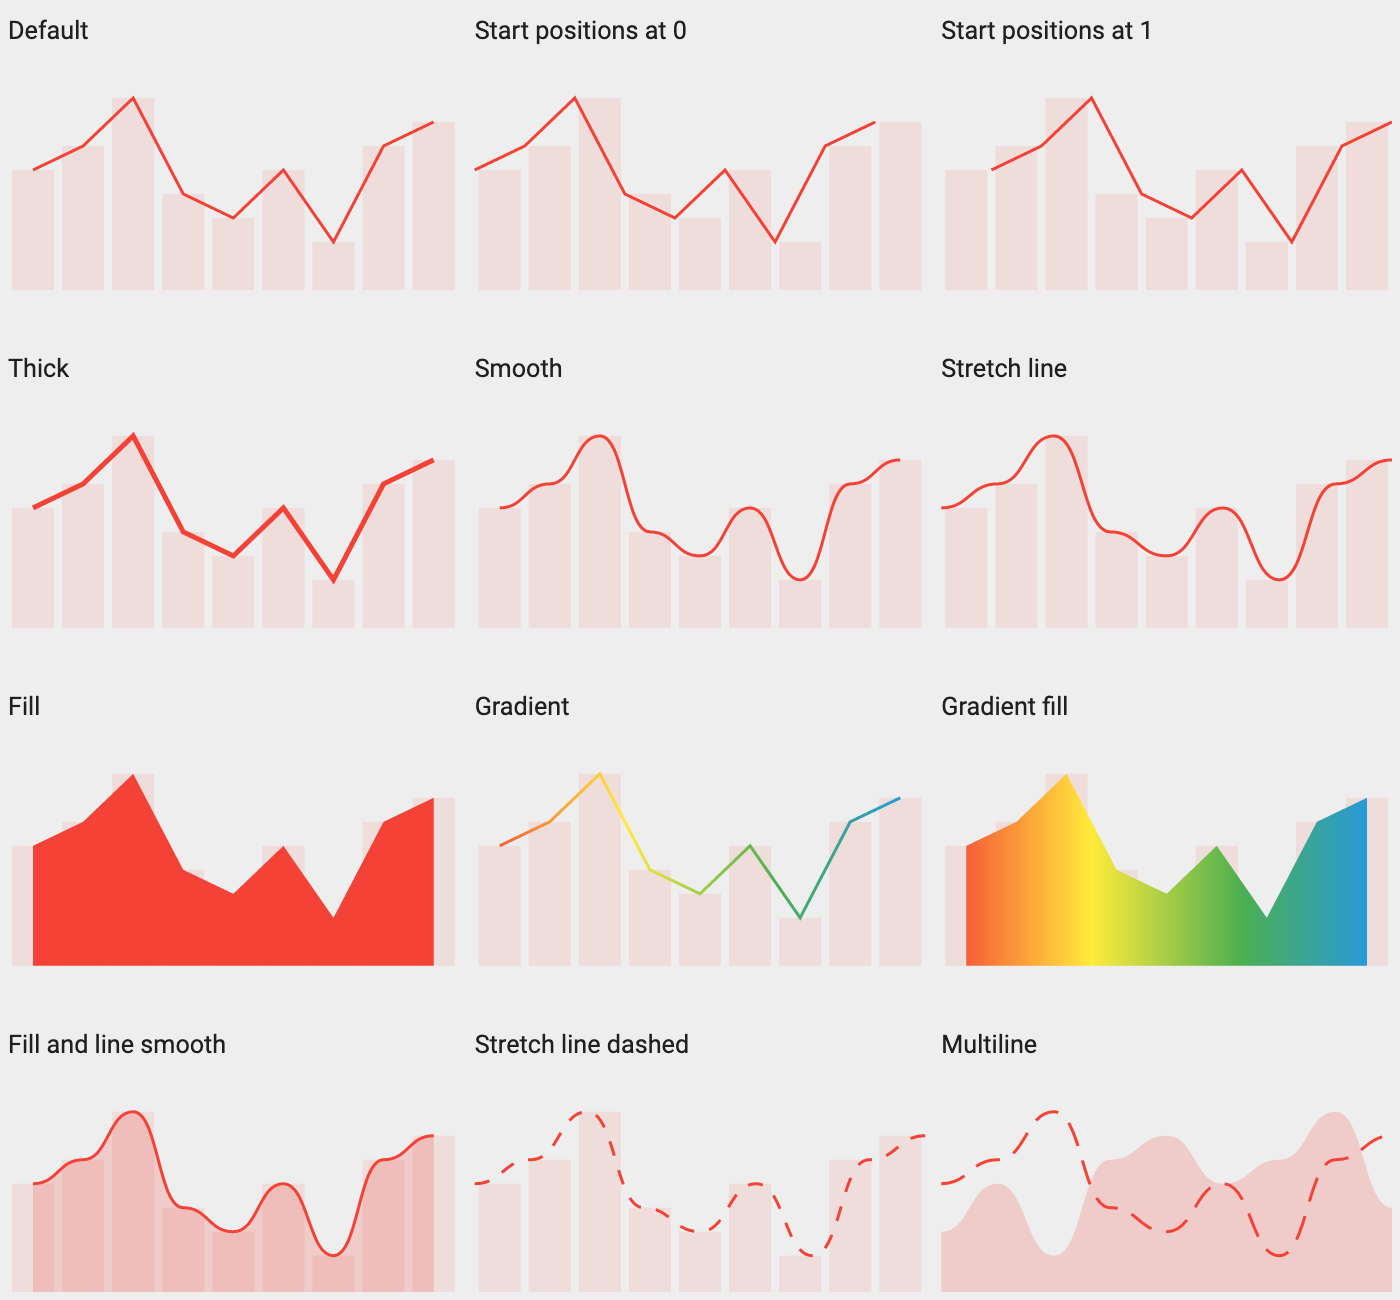 Default
Start positions at 0
Start positions at 1
Thick
Smooth
Stretch line
Fill
Gradient
Gradient fill
Fill and line smooth
Stretch line dashed
Multiline